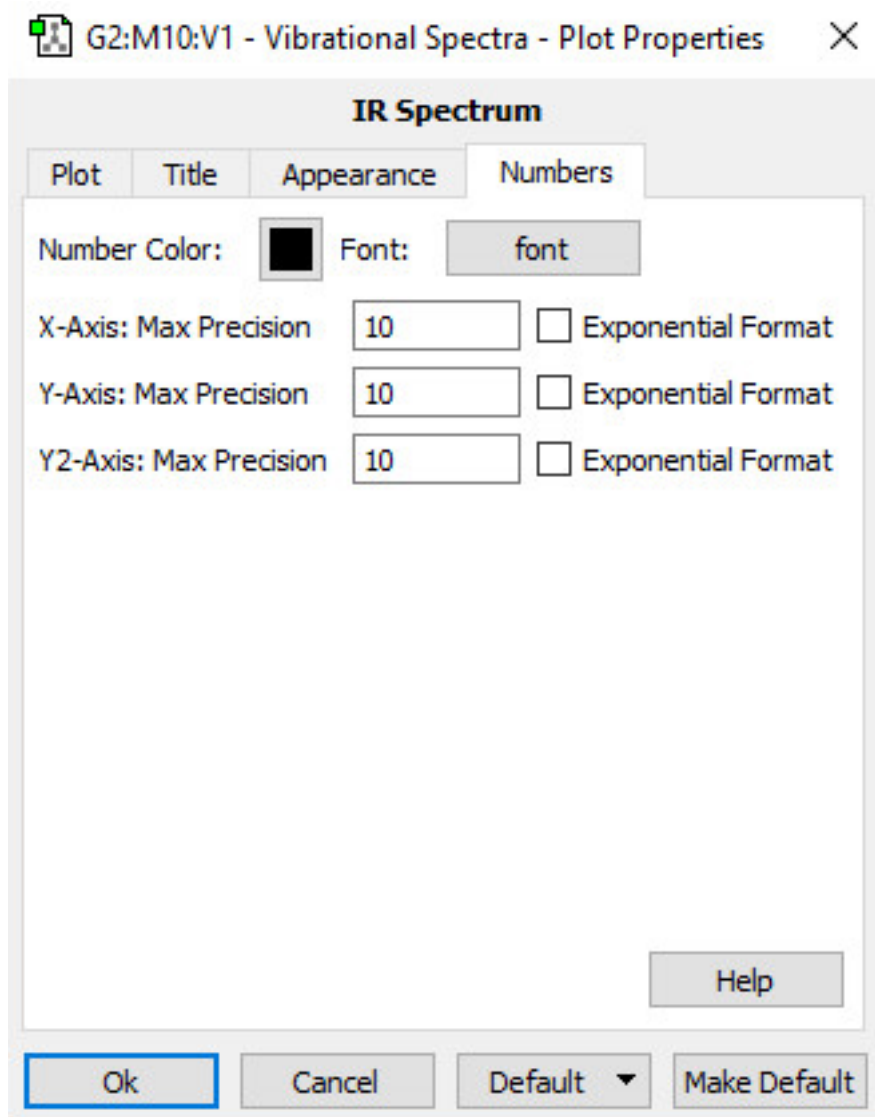 G2:M10:V1 - Vibrational Spectra - Plot Properties
IR Spectrum
Plot Title Appearance Numbers
Number Color: Font: font
X-Axis: Max Precision 10 Exponential Format
Y-Axis: Max Precision 10 Exponential Format
Y2-Axis: Max Precision 10 Exponential Format
Help
Ok Cancel Default Make Default